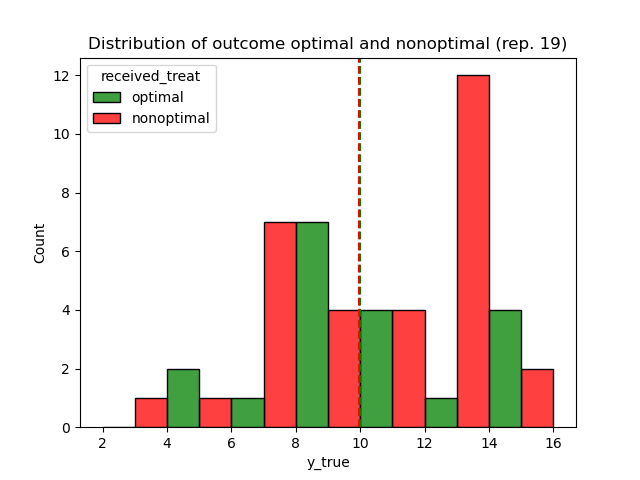 Distribution of outcome optimal and nonoptimal (rep. 19)
received_treat
optimal
nonoptimal
12
10
8
6
4
2
0
Count
2 4 6 8 10 12 14 16
y_true